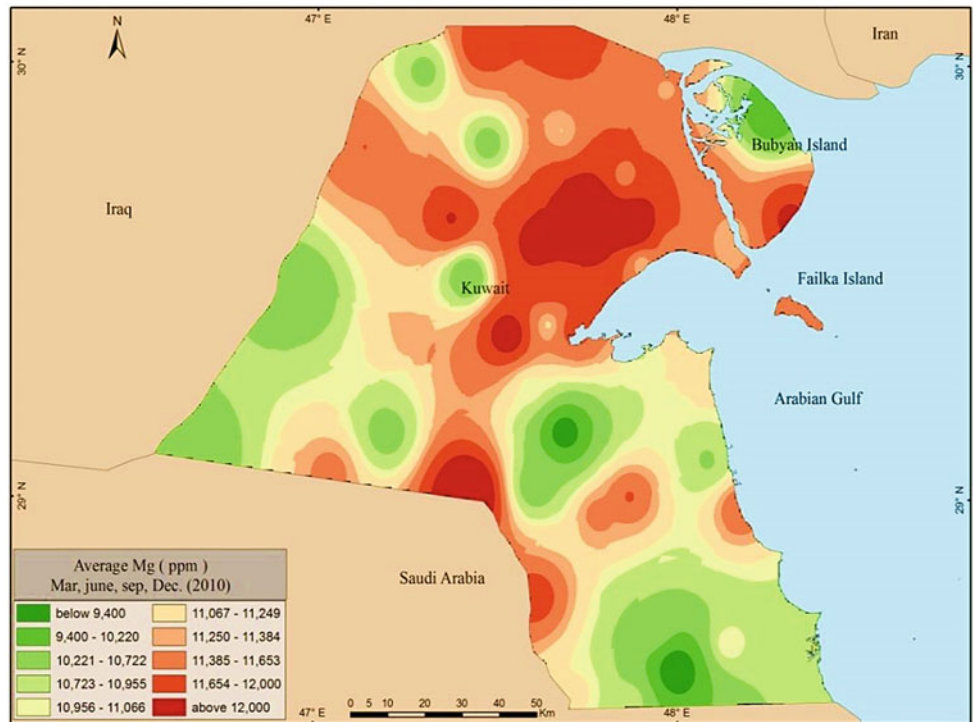 47° E
48° E
N
Iran
30° N
30° N
Bubyan Island
Iraq
Failka Island
Kuwait
Arabian Gulf
29° N
29° N
Saudi Arabia
Average Mg ( ppm )
Mar, june, sep, Dec. (2010)
below 9,400
9,400 - 10,220
10,221 - 10,722
10,723 - 10,955
10,956 - 11,066
11,067 - 11,249
11,250 - 11,384
11,385 - 11,653
11,654 - 12,000
above 12,000
0 5 10 20 30 40 50
Km
47° E
48° E